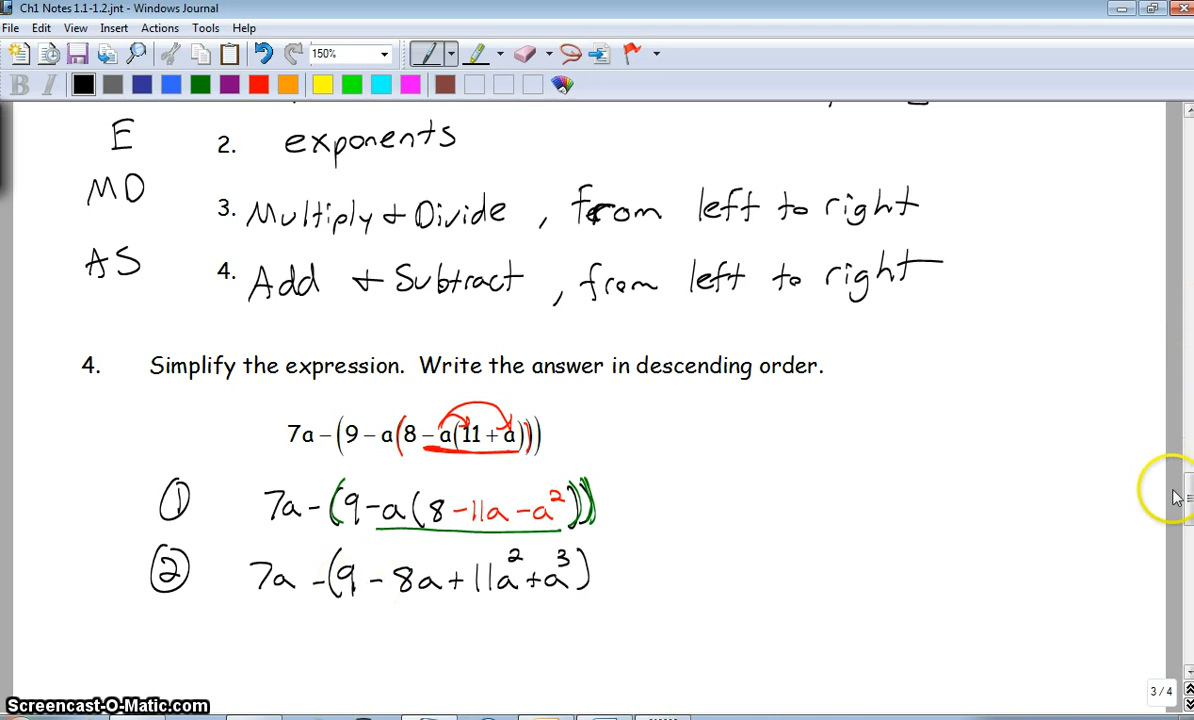 Ch1 Notes 1.1-1.2.jnt - Windows Journal
File Edit View Insert Actions Tools Help
150%
B I
E 2. exponents
MD 3. Multiply + Divide , from left to right
AS 4. Add + Subtract , from left to right
4. Simplify the expression. Write the answer in descending order.
7a – (9 – a(8 – a(11 + a)))
① 7a - (9 - a(8 - 11a - a²))
② 7a - (9 - 8a + 11a² + a³)
3 / 4
Screencast-O-Matic.com